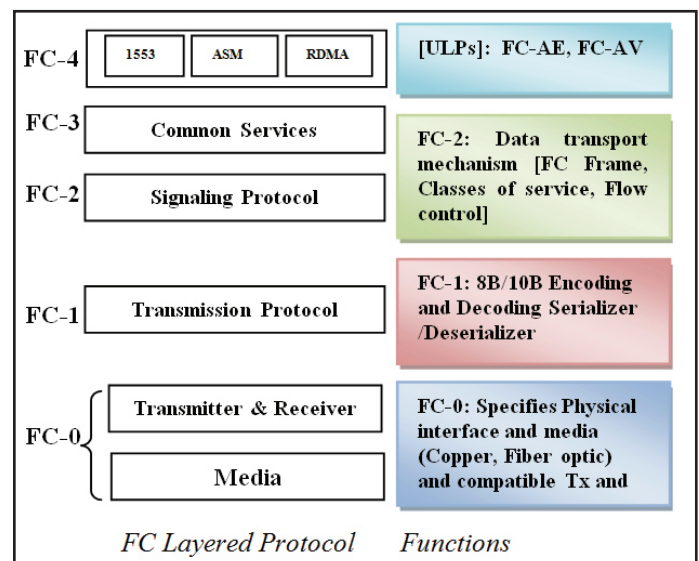 FC-4
1553 ASM RDMA
[ULPs]: FC-AE, FC-AV
FC-3
Common Services
FC-2: Data transport
mechanism [FC Frame,
Classes of service, Flow
control]
FC-2
Signaling Protocol
FC-1
Transmission Protocol
FC-1: 8B/10B Encoding
and Decoding Serializer
/Deserializer
FC-0
Transmitter & Receiver
Media
FC-0: Specifies Physical
interface and media
(Copper, Fiber optic)
and compatible Tx and
FC Layered Protocol
Functions